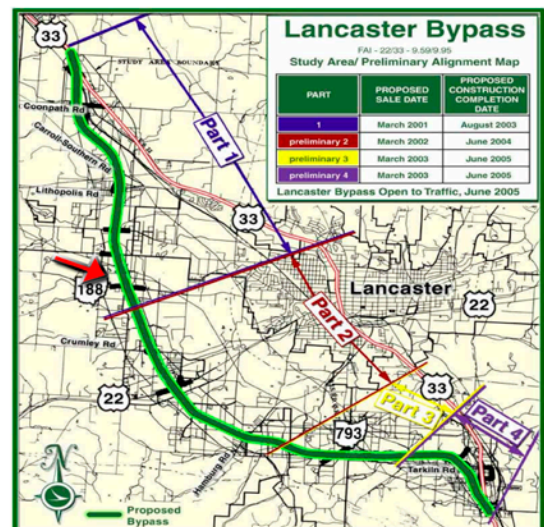 Lancaster Bypass
FAI - 22/33 - 9.59/9.95
Study Area/ Preliminary Alignment Map
PART
PROPOSED SALE DATE
PROPOSED CONSTRUCTION COMPLETION DATE
1 March 2001 August 2003
preliminary 2 March 2002 June 2004
preliminary 3 March 2003 June 2005
preliminary 4 March 2003 June 2005
Lancaster Bypass Open to Traffic, June 2005
33
STUDY AREA BOUNDARY
Coonpath Rd
Carroll-Southern Rd
Part 1
Lithopolis Rd
33
188
Lancaster
22
Part 2
Crumley Rd
22
33
Part 3
Part 4
793
Hamburg Rd
Tarkiln Rd
N
Proposed Bypass